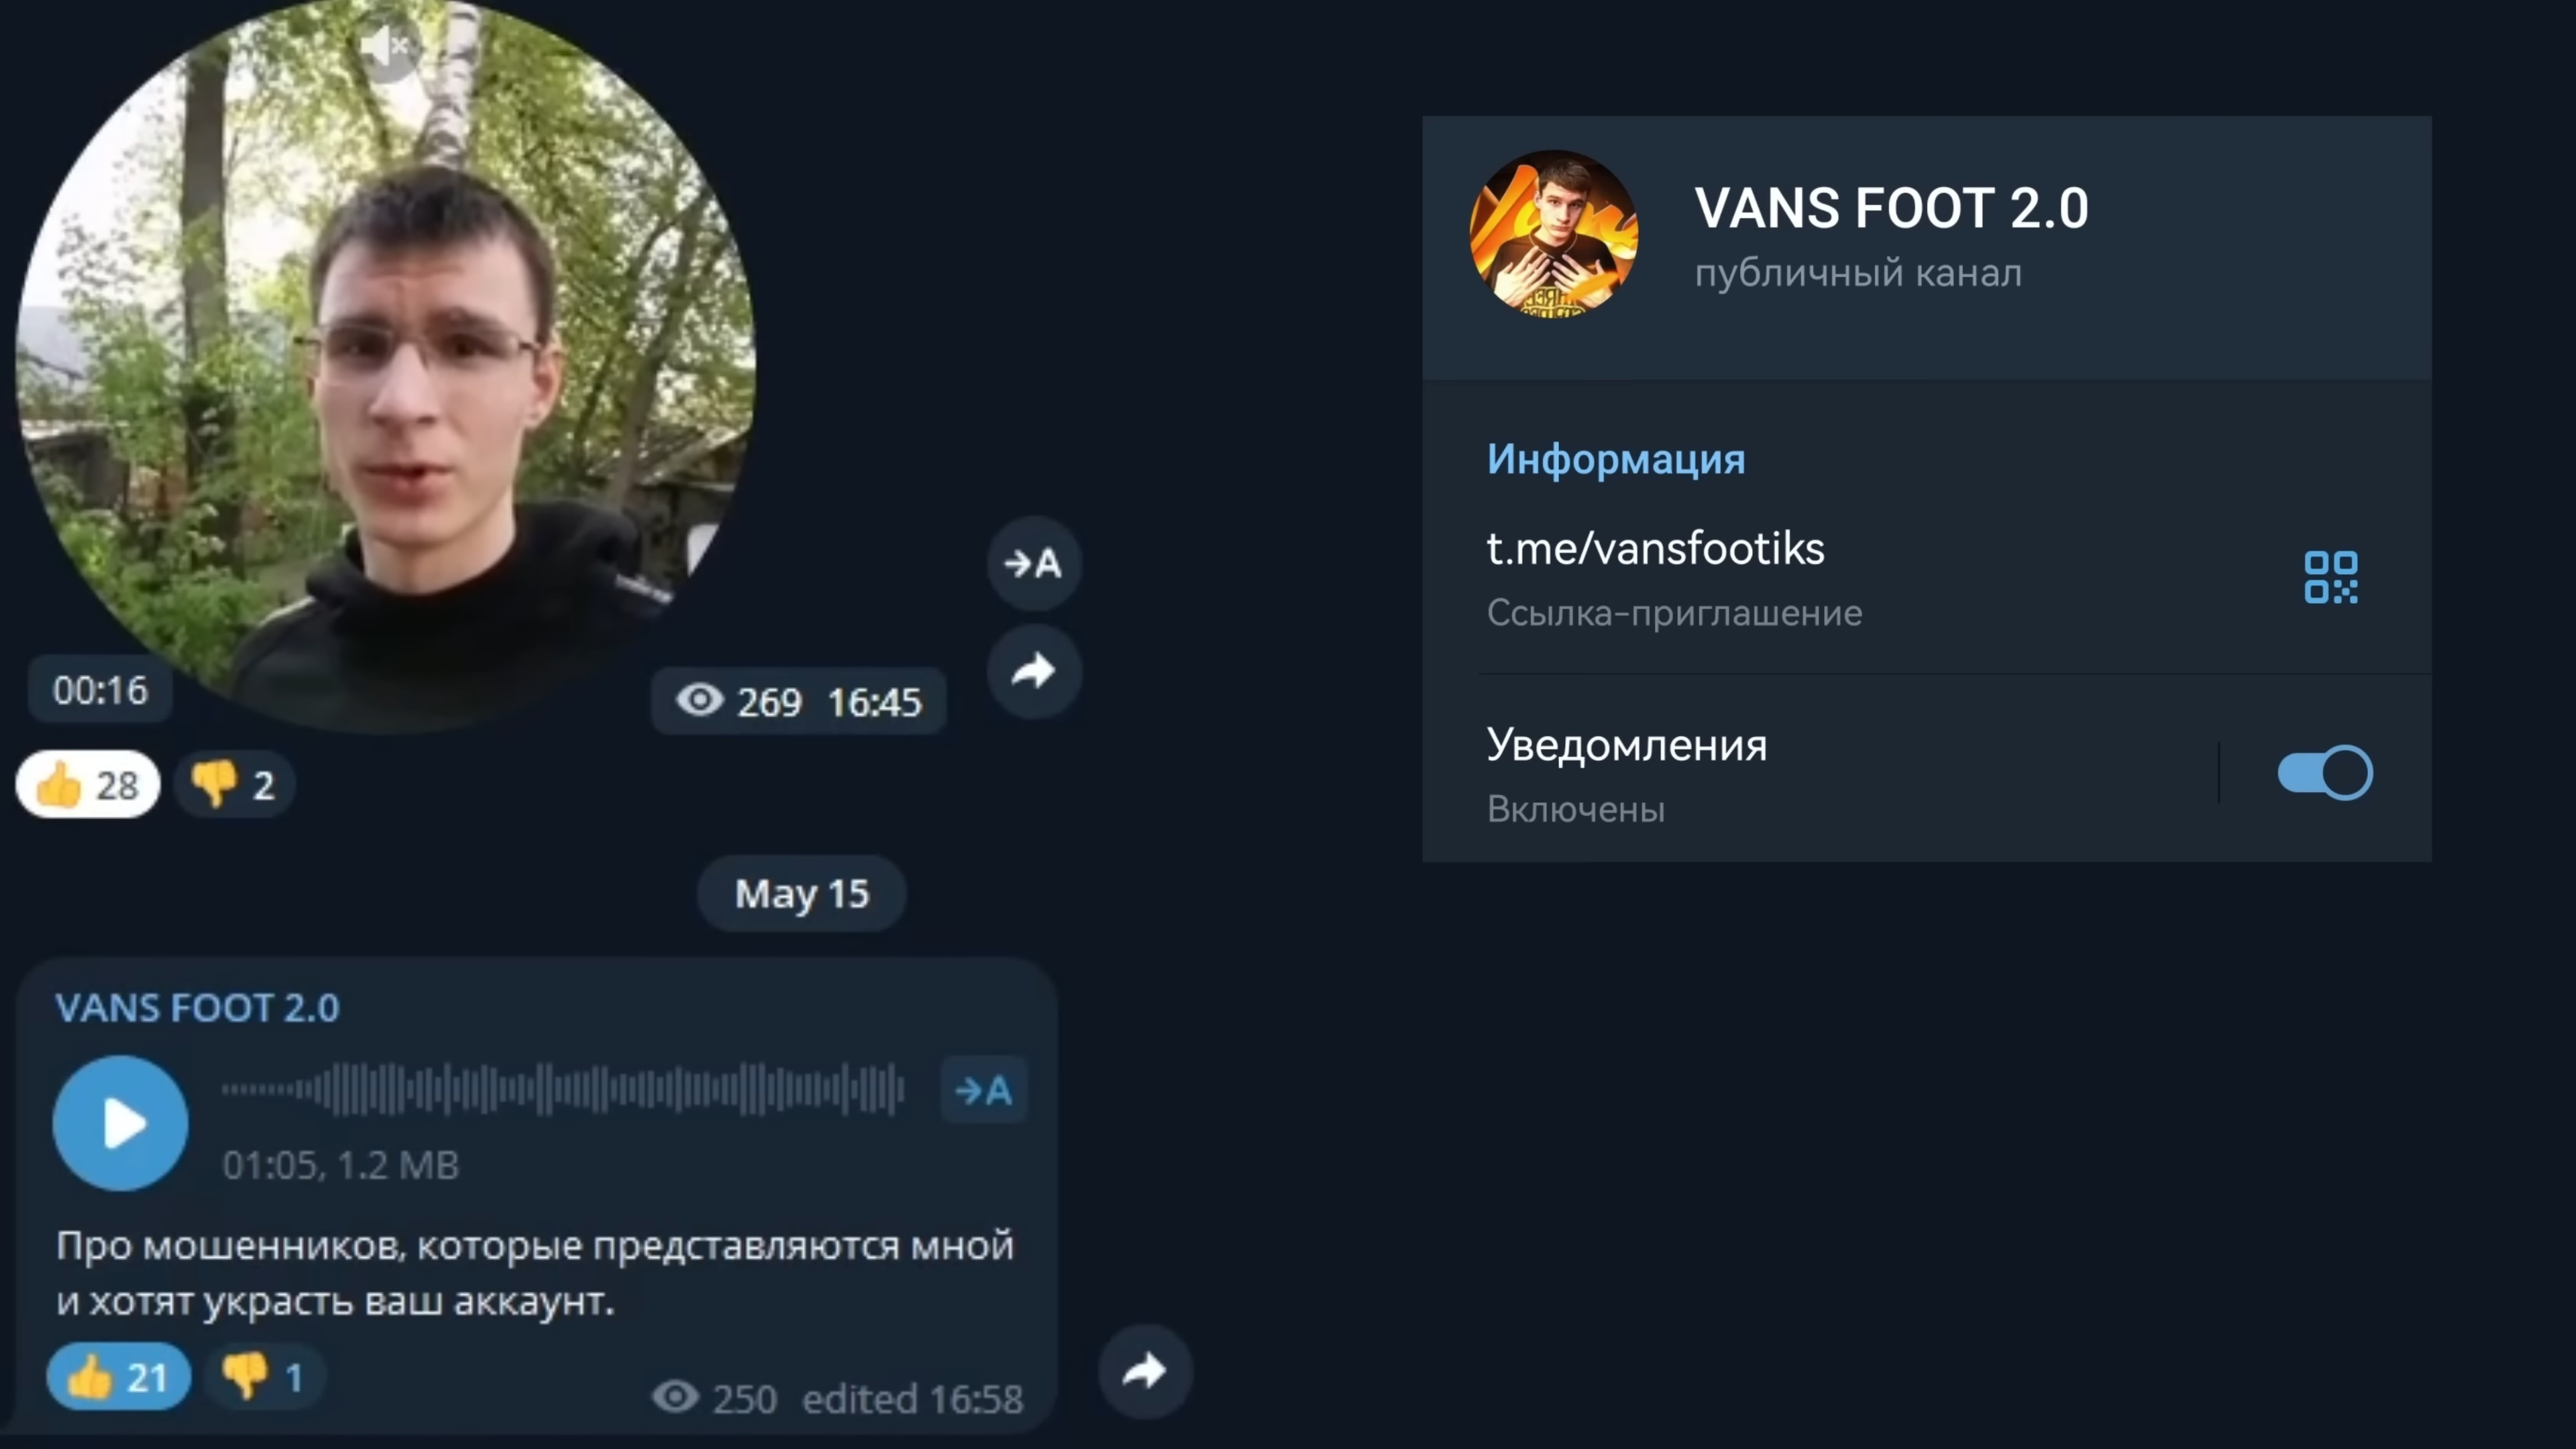 00:16
269 16:45
→A
👍 28 👎 2
May 15
VANS FOOT 2.0
→A
01:05, 1.2 MB
Про мошенников, которые представляются мной
и хотят украсть ваш аккаунт.
👍 21 👎 1
250 edited 16:58
VANS FOOT 2.0
публичный канал
Информация
t.me/vansfootiks
Ссылка-приглашение
Уведомления
Включены